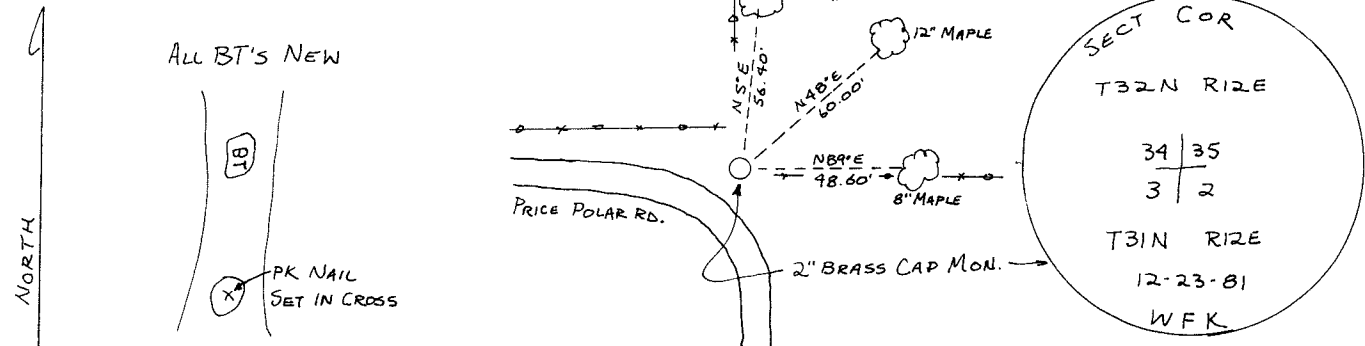 NORTH
ALL BT'S NEW
BT
X
PK NAIL
SET IN CROSS
N5°E
56.40'
12" MAPLE
N48°E
60.00'
N89°E
48.60'
8" MAPLE
PRICE POLAR RD.
2" BRASS CAP MON.
SECT COR
T32N R12E
34 35
3 2
T31N R12E
12-23-81
WFK